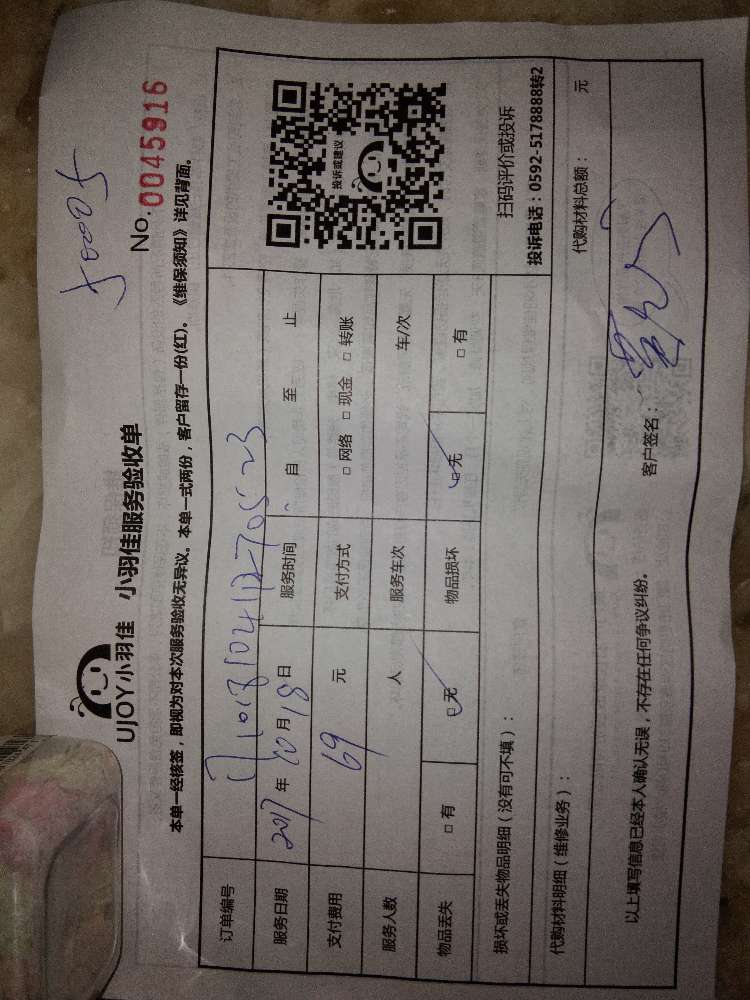 UJOY小羽佳 小羽佳服务验收单
No. 0045916
本单一经核签，即视为对本次服务验收无异议。本单一式两份，客户留存一份(红)。《维保须知》详见背面。
订单编号
服务日期 2017 年 10 月 18 日 服务时间 自 至 止
支付费用 69 元 支付方式 □ 网络 □ 现金 □ 转账
服务人数 人 服务车次 车/次
物品丢失 □ 有 □ 无 物品损坏 □ 无 □ 有
投诉或建议
扫码评价或投诉
投诉电话：0592-5178888转2
损坏或丢失物品明细（没有可不填）：
代购材料明细（维修业务）： 代购材料总额： 元
以上填写信息已经本人确认无误，不存在任何争议纠纷。 客户签名：